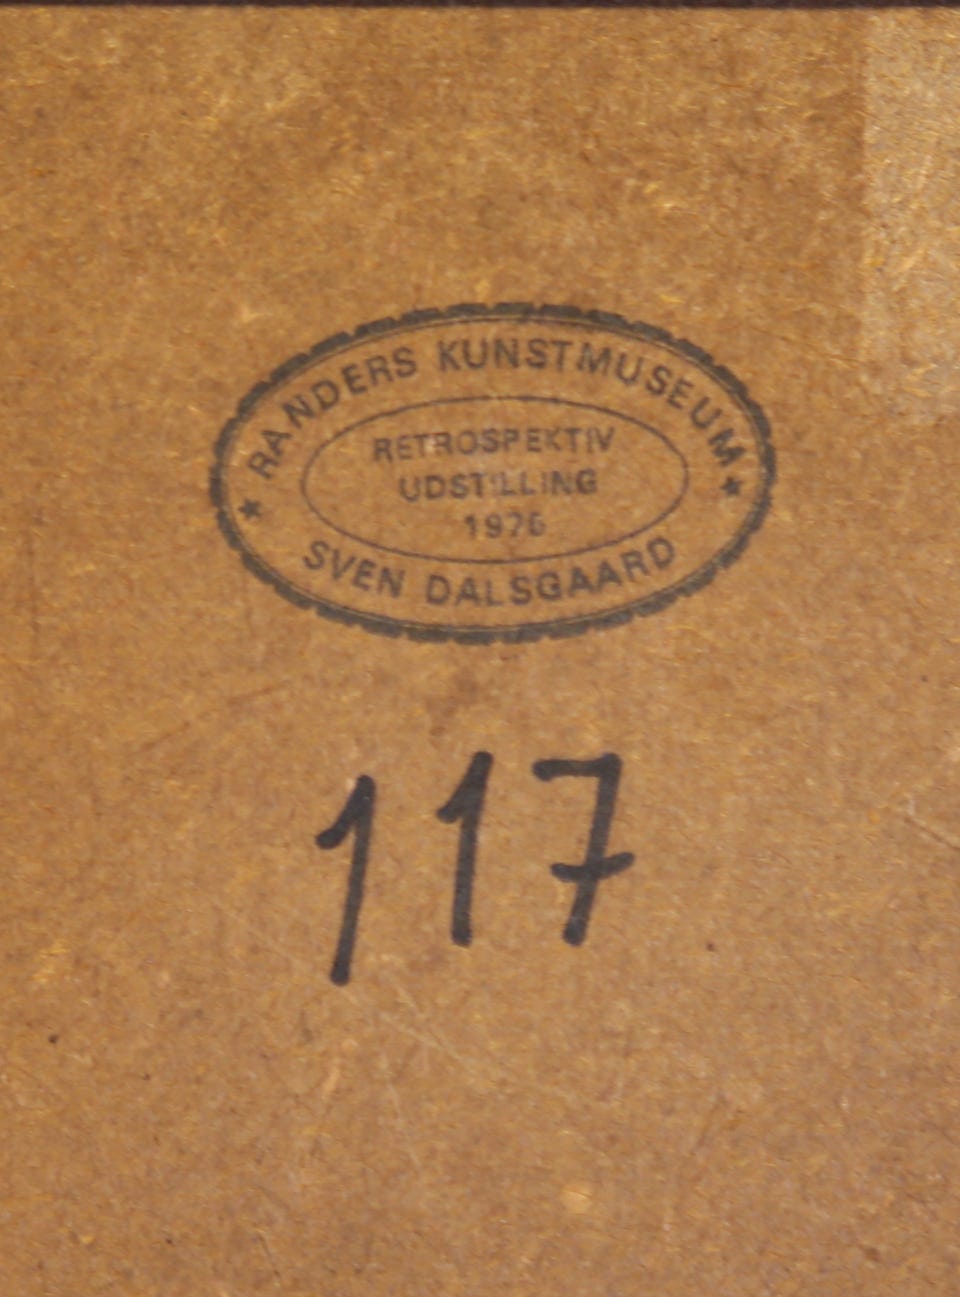 ★ RANDERS KUNSTMUSEUM ★
RETROSPEKTIV
UDSTILLING
SVEN DALSGAARD
117